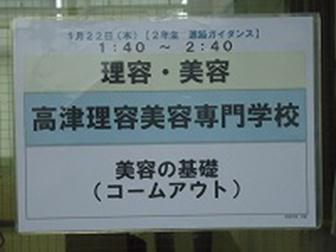 1月22日(水)【2年生 進路ガイダンス】
1:40 ～ 2:40
理容・美容
高津理容美容専門学校
美容の基礎
(コームアウト)